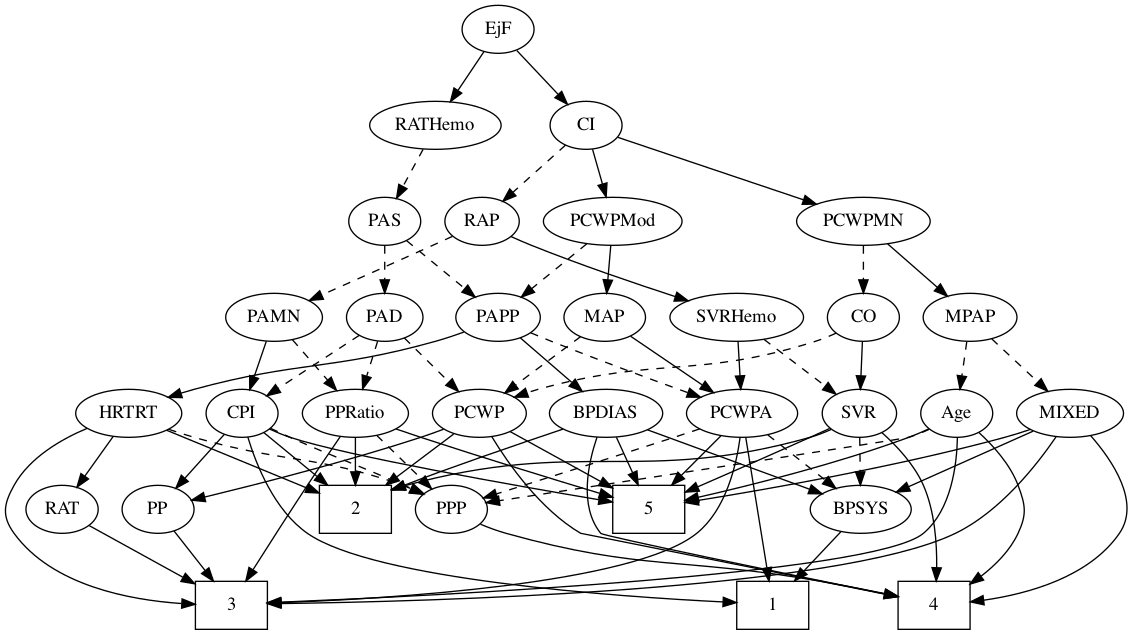 EjF
RATHemo
CI
PAS
RAP
PCWPMod
PCWPMN
PAMN
PAD
PAPP
MAP
SVRHemo
CO
MPAP
HRTRT
CPI
PPRatio
PCWP
BPDIAS
PCWPA
SVR
Age
MIXED
RAT
PP
2
PPP
5
BPSYS
3
1
4